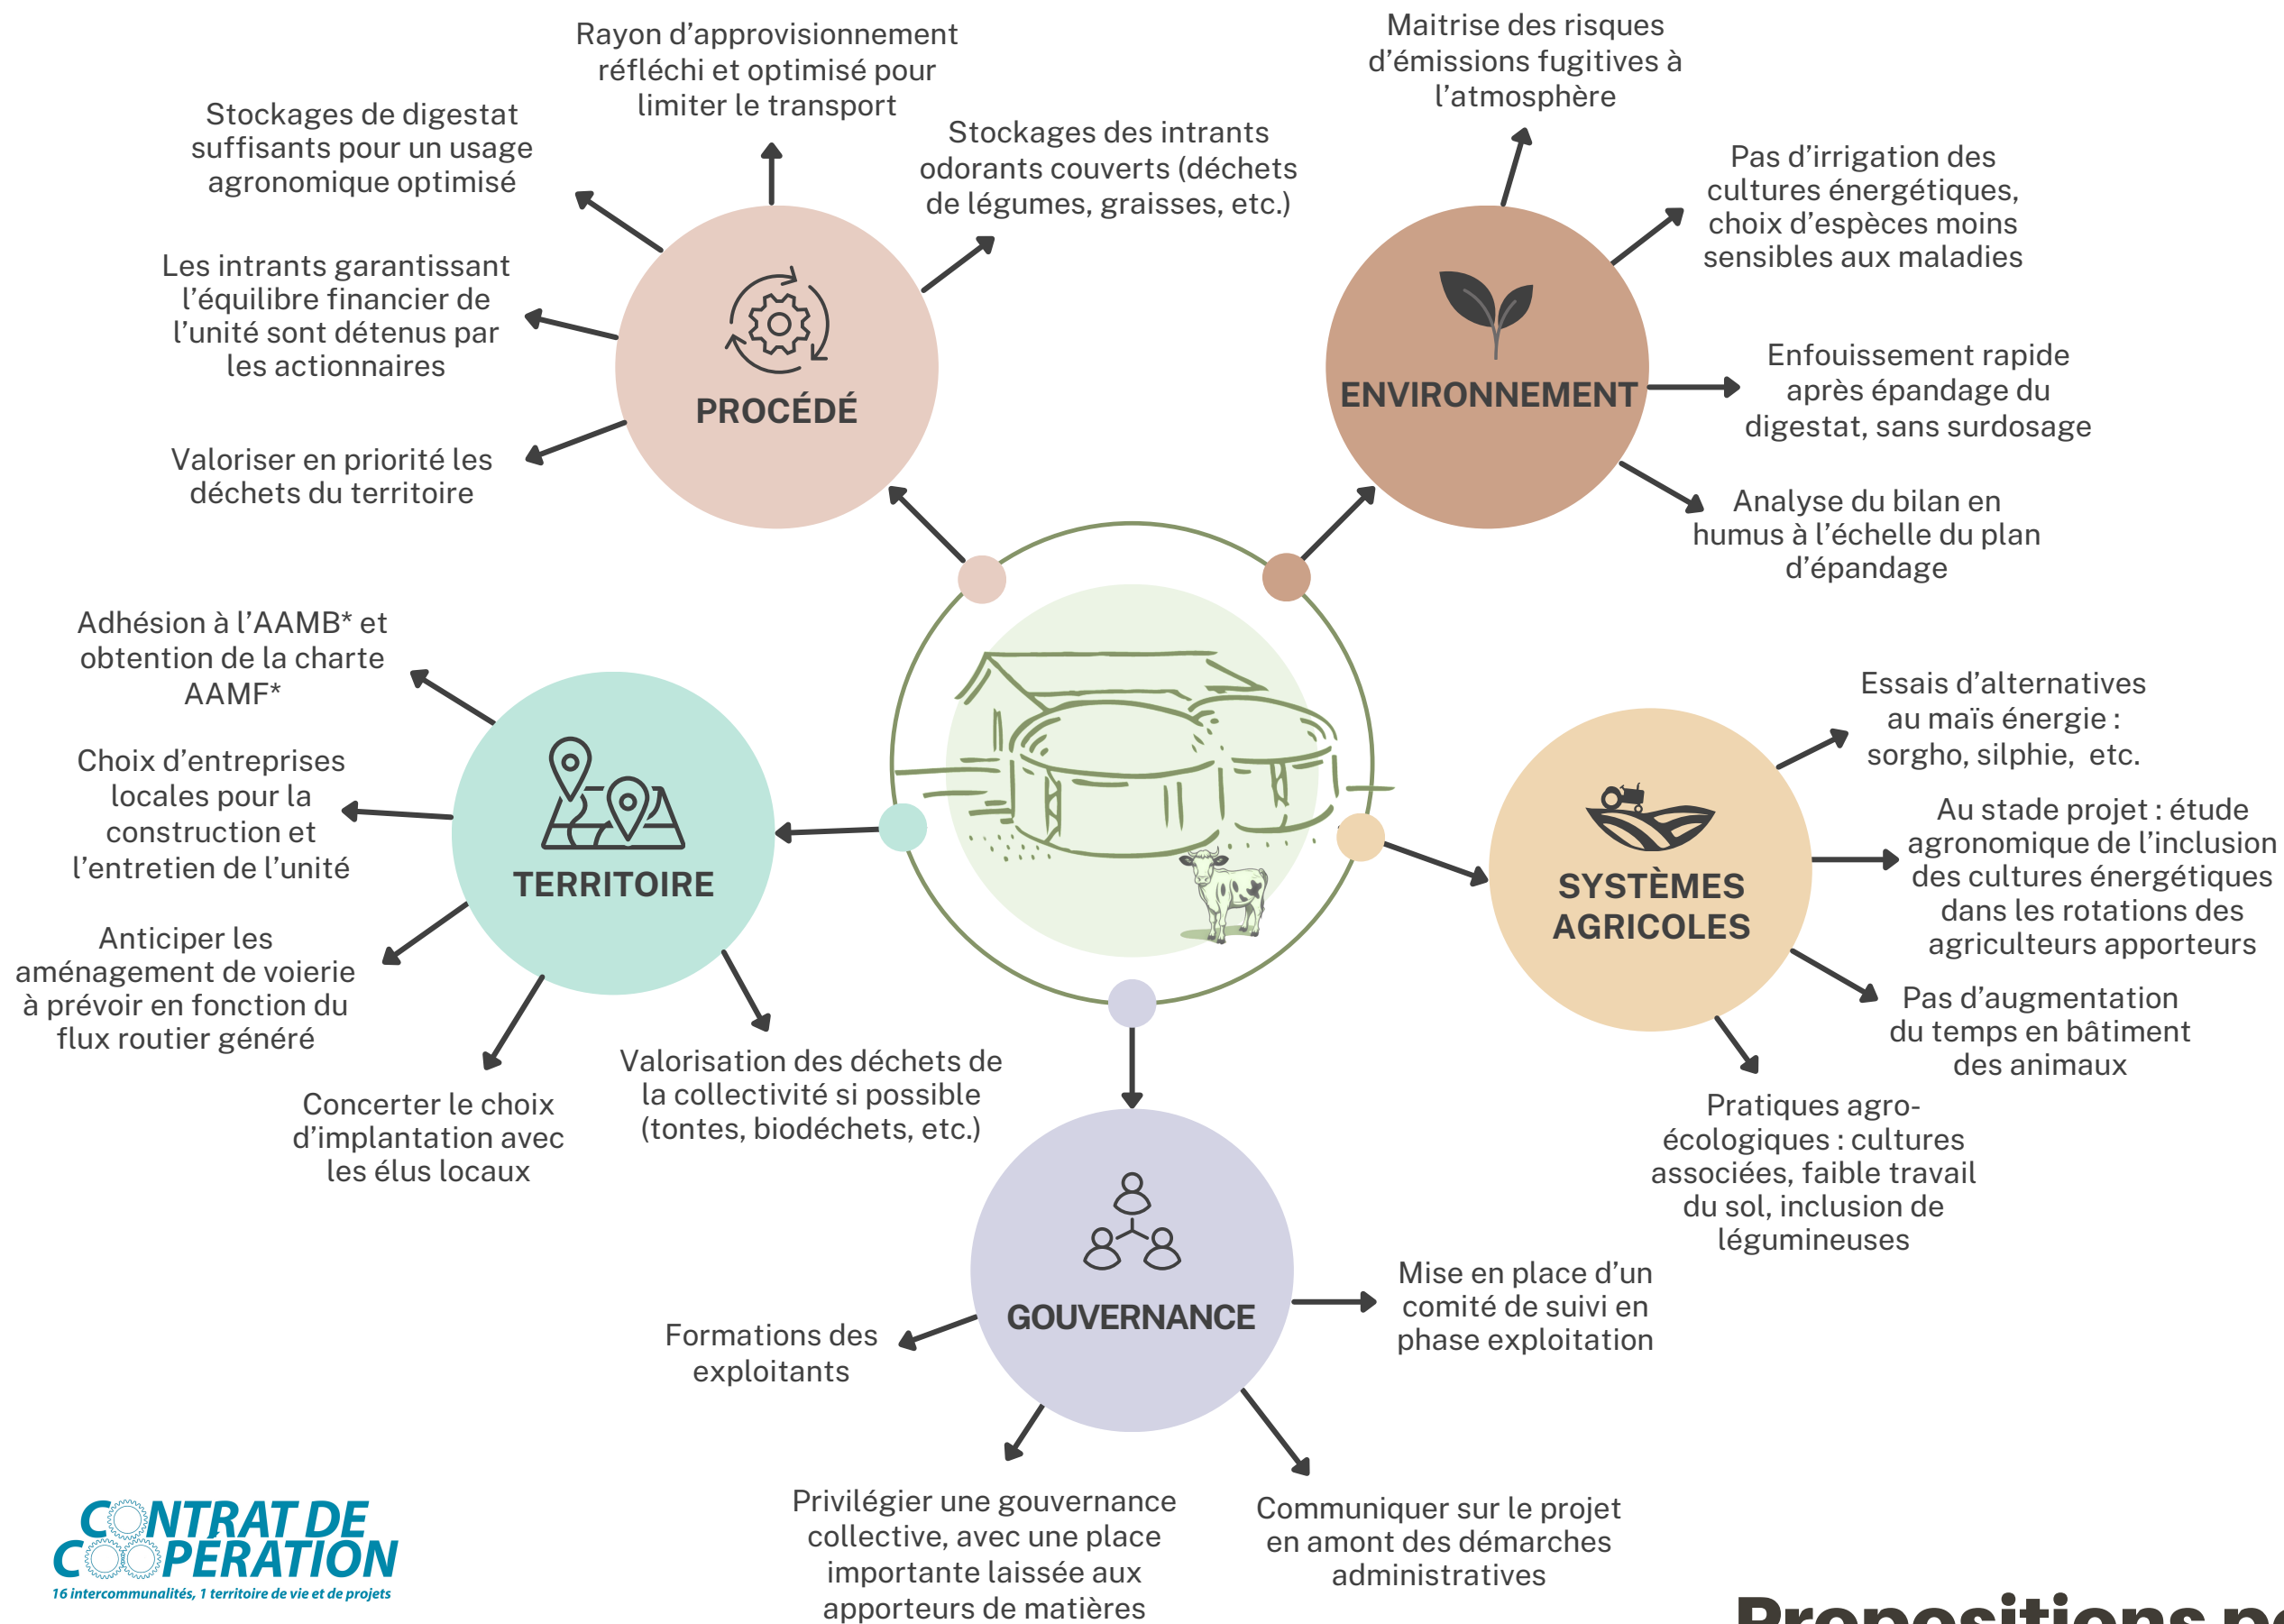 Rayon d’approvisionnement
réfléchi et optimisé pour
limiter le transport
Stockages de digestat
suffisants pour un usage
agronomique optimisé
Stockages des intrants
odorants couverts (déchets
de légumes, graisses, etc.)
Les intrants garantissant
l’équilibre financier de
l’unité sont détenus par
les actionnaires
PROCÉDÉ
Valoriser en priorité les
déchets du territoire
Maitrise des risques
d’émissions fugitives à
l’atmosphère
Pas d’irrigation des
cultures énergétiques,
choix d’espèces moins
sensibles aux maladies
ENVIRONNEMENT
Enfouissement rapide
après épandage du
digestat, sans surdosage
Analyse du bilan en
humus à l’échelle du plan
d’épandage
Adhésion à l’AAMB* et
obtention de la charte
AAMF*
Choix d’entreprises
locales pour la
construction et
l’entretien de l’unité
TERRITOIRE
Anticiper les
aménagement de voierie
à prévoir en fonction du
flux routier généré
Concerter le choix
d’implantation avec
les élus locaux
Valorisation des déchets de
la collectivité si possible
(tontes, biodéchets, etc.)
Essais d’alternatives
au maïs énergie :
sorgho, silphie, etc.
SYSTÈMES
AGRICOLES
Au stade projet : étude
agronomique de l’inclusion
des cultures énergétiques
dans les rotations des
agriculteurs apporteurs
Pas d’augmentation
du temps en bâtiment
des animaux
Pratiques agro-
écologiques : cultures
associées, faible travail
du sol, inclusion de
légumineuses
GOUVERNANCE
Formations des
exploitants
Mise en place d’un
comité de suivi en
phase exploitation
Privilégier une gouvernance
collective, avec une place
importante laissée aux
apporteurs de matières
Communiquer sur le projet
en amont des démarches
administratives
CONTRAT DE
COOPÉRATION
16 intercommunalités, 1 territoire de vie et de projets
Propositions